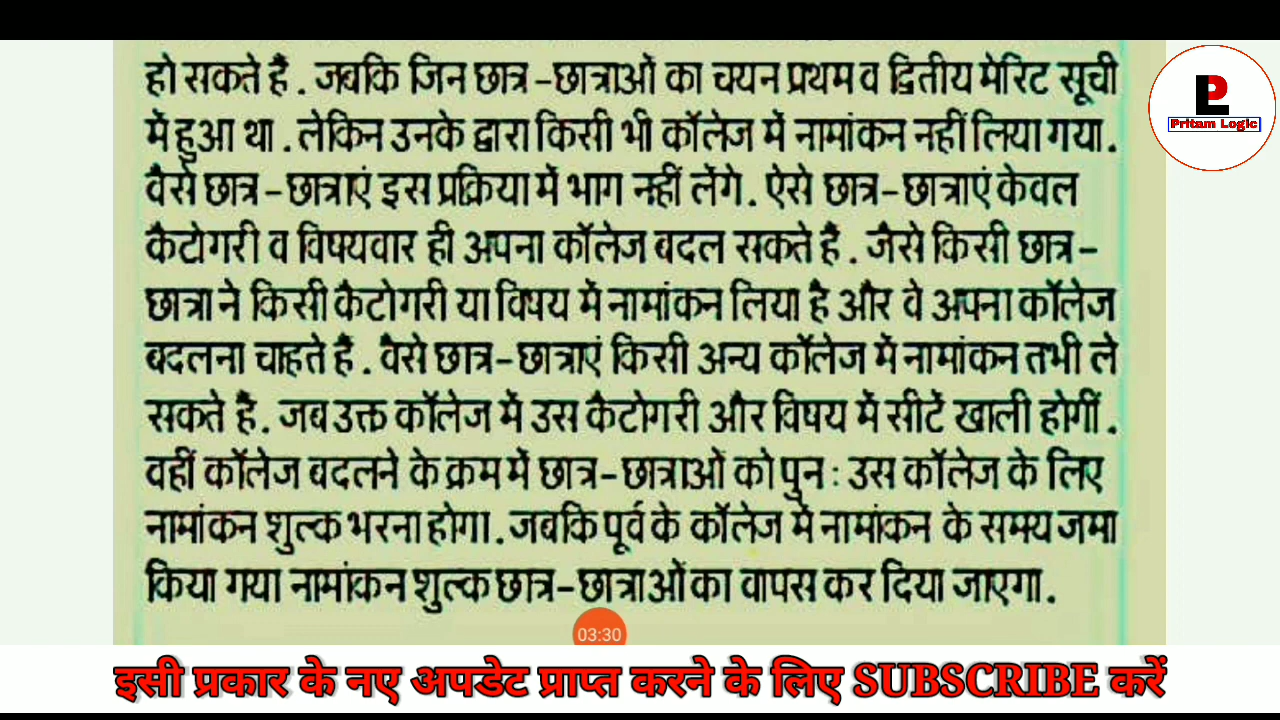 हो सकते हैं . जबकि जिन छात्र -छात्राओं का चयन प्रथम व द्वितीय मेरिट सूची
में हुआ था . लेकिन उनके द्वारा किसी भी कॉलेज में नामांकन नहीं लिया गया .
वैसे छात्र - छात्राएं इस प्रक्रिया में भाग नहीं लेंगे . ऐसे छात्र- छात्राएं केवल
कैटोगरी व विषयवार ही अपना कॉलेज बदल सकते हैं . जैसे किसी छात्र -
छात्रा ने किसी कैटोगरी या विषय में नामांकन लिया है और वे अपना कॉलेज
बदलना चाहते हैं . वैसे छात्र- छात्राएं किसी अन्य कॉलेज में नामांकन तभी ले
सकते हैं . जब उक्त कॉलेज में उस कैटोगरी और विषय में सीटें खाली होगीं .
वहीं कॉलेज बदलने के क्रम में छात्र- छात्राओं को पुन : उस कॉलेज के लिए
नामांकन शुल्क भरना होगा . जबकि पूर्व के कॉलेज में नामांकन के समय जमा
किया गया नामांकन शुल्क छात्र-छात्राओं का वापस कर दिया जाएगा .
03:30
इसी प्रकार के नए अपडेट प्राप्त करने के लिए SUBSCRIBE करें
PL
Pritam Logic